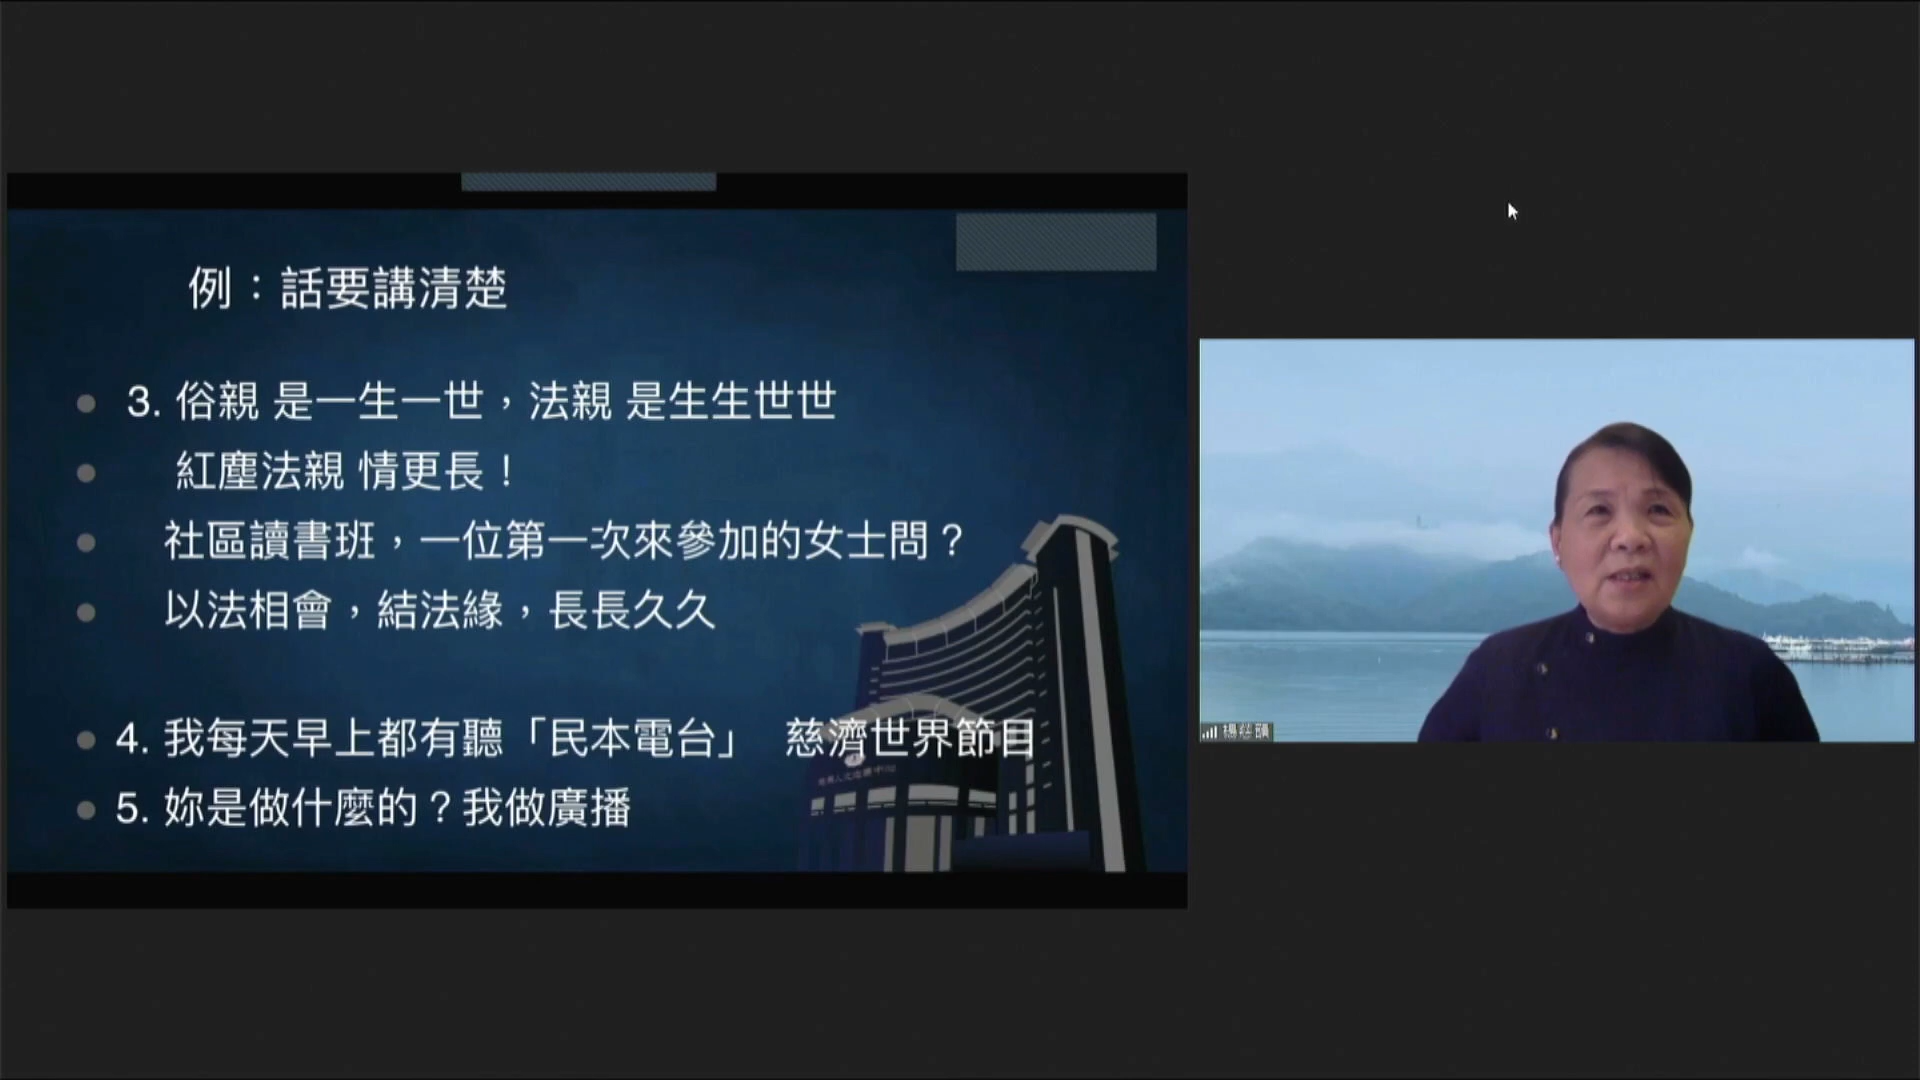 例：話要講清楚
3. 俗親 是一生一世，法親 是生生世世
紅塵法親 情更長！
社區讀書班，一位第一次來參加的女士問？
以法相會，結法緣，長長久久
4. 我每天早上都有聽「民本電台」 慈濟世界節目
5. 妳是做什麼的？我做廣播